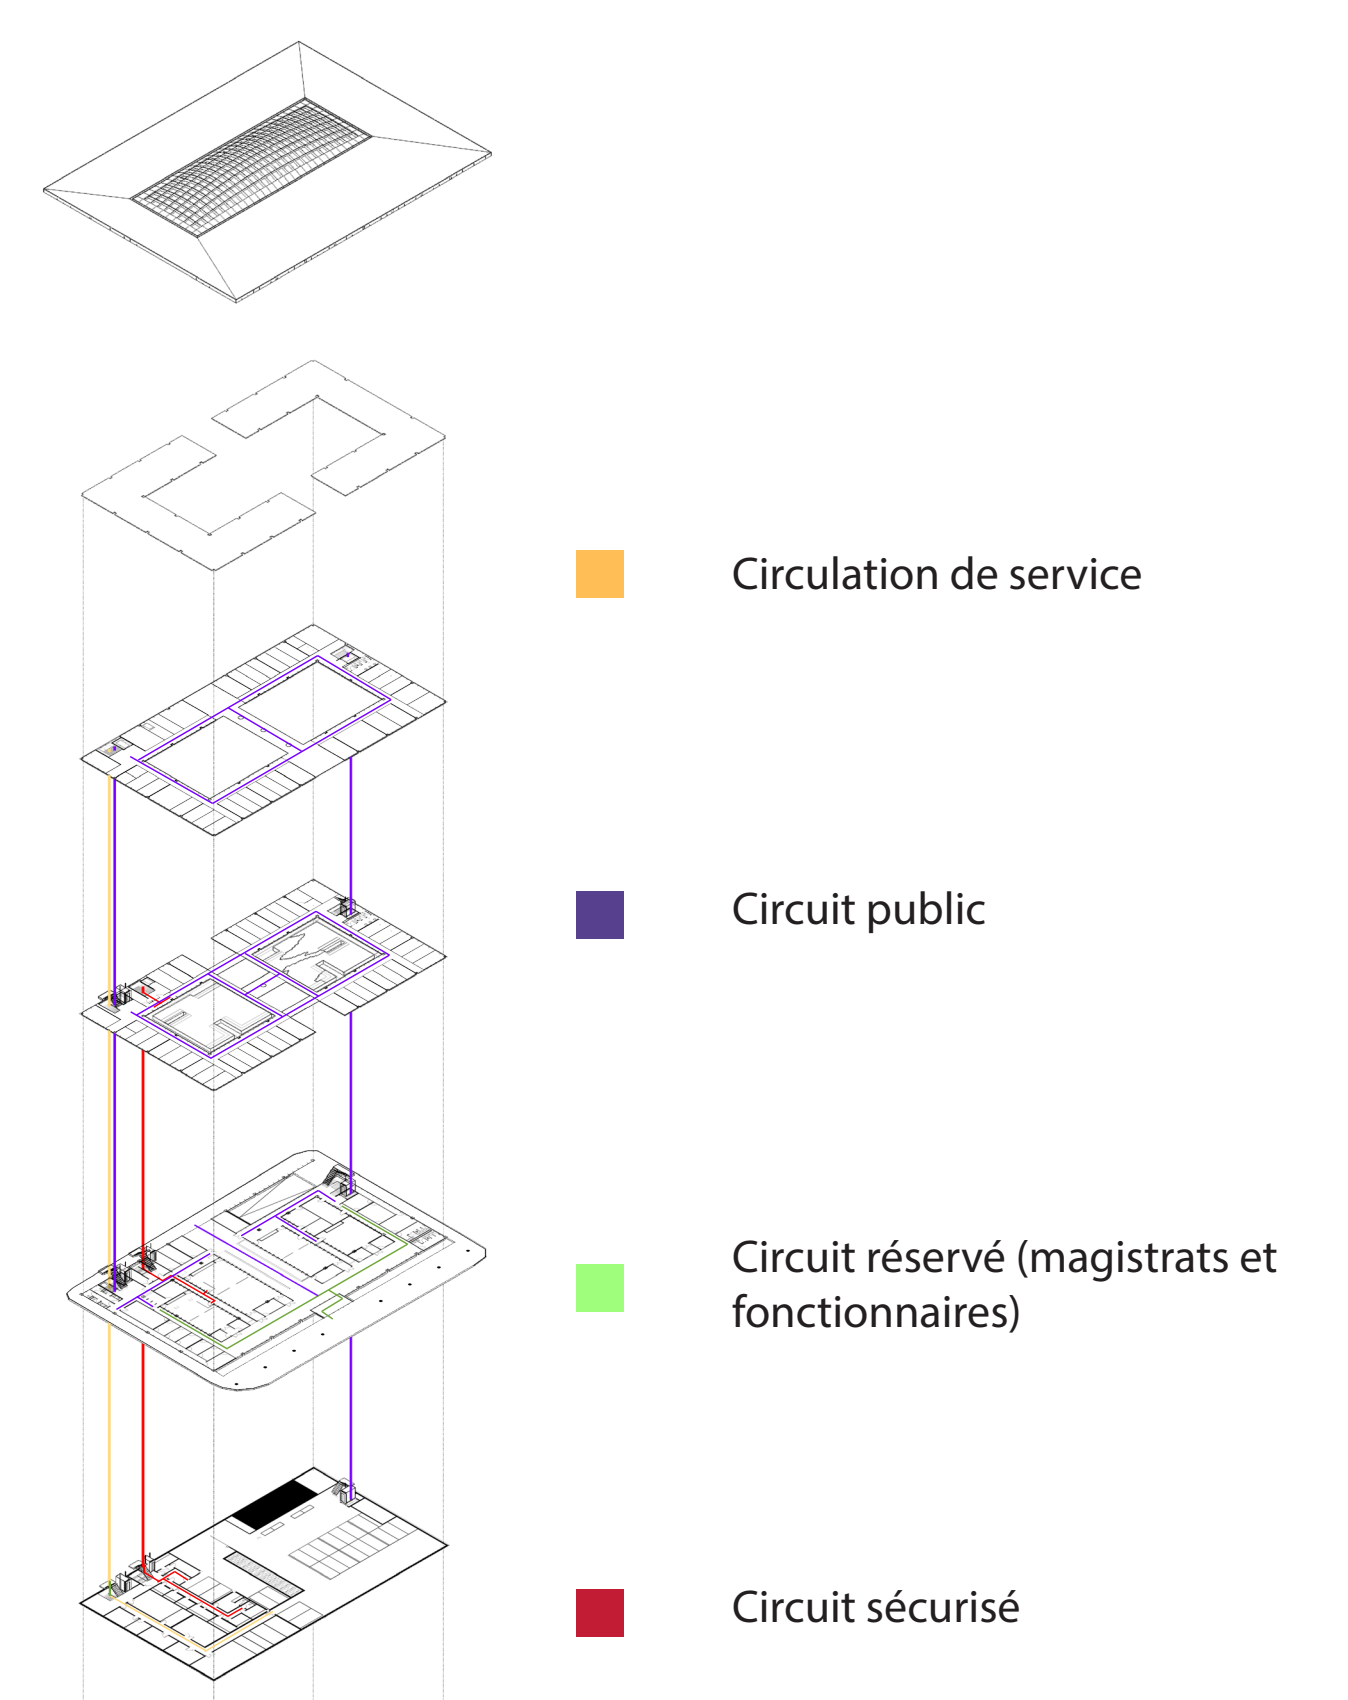 Circulation de service
Circuit public
Circuit réservé (magistrats et
fonctionnaires)
Circuit sécurisé